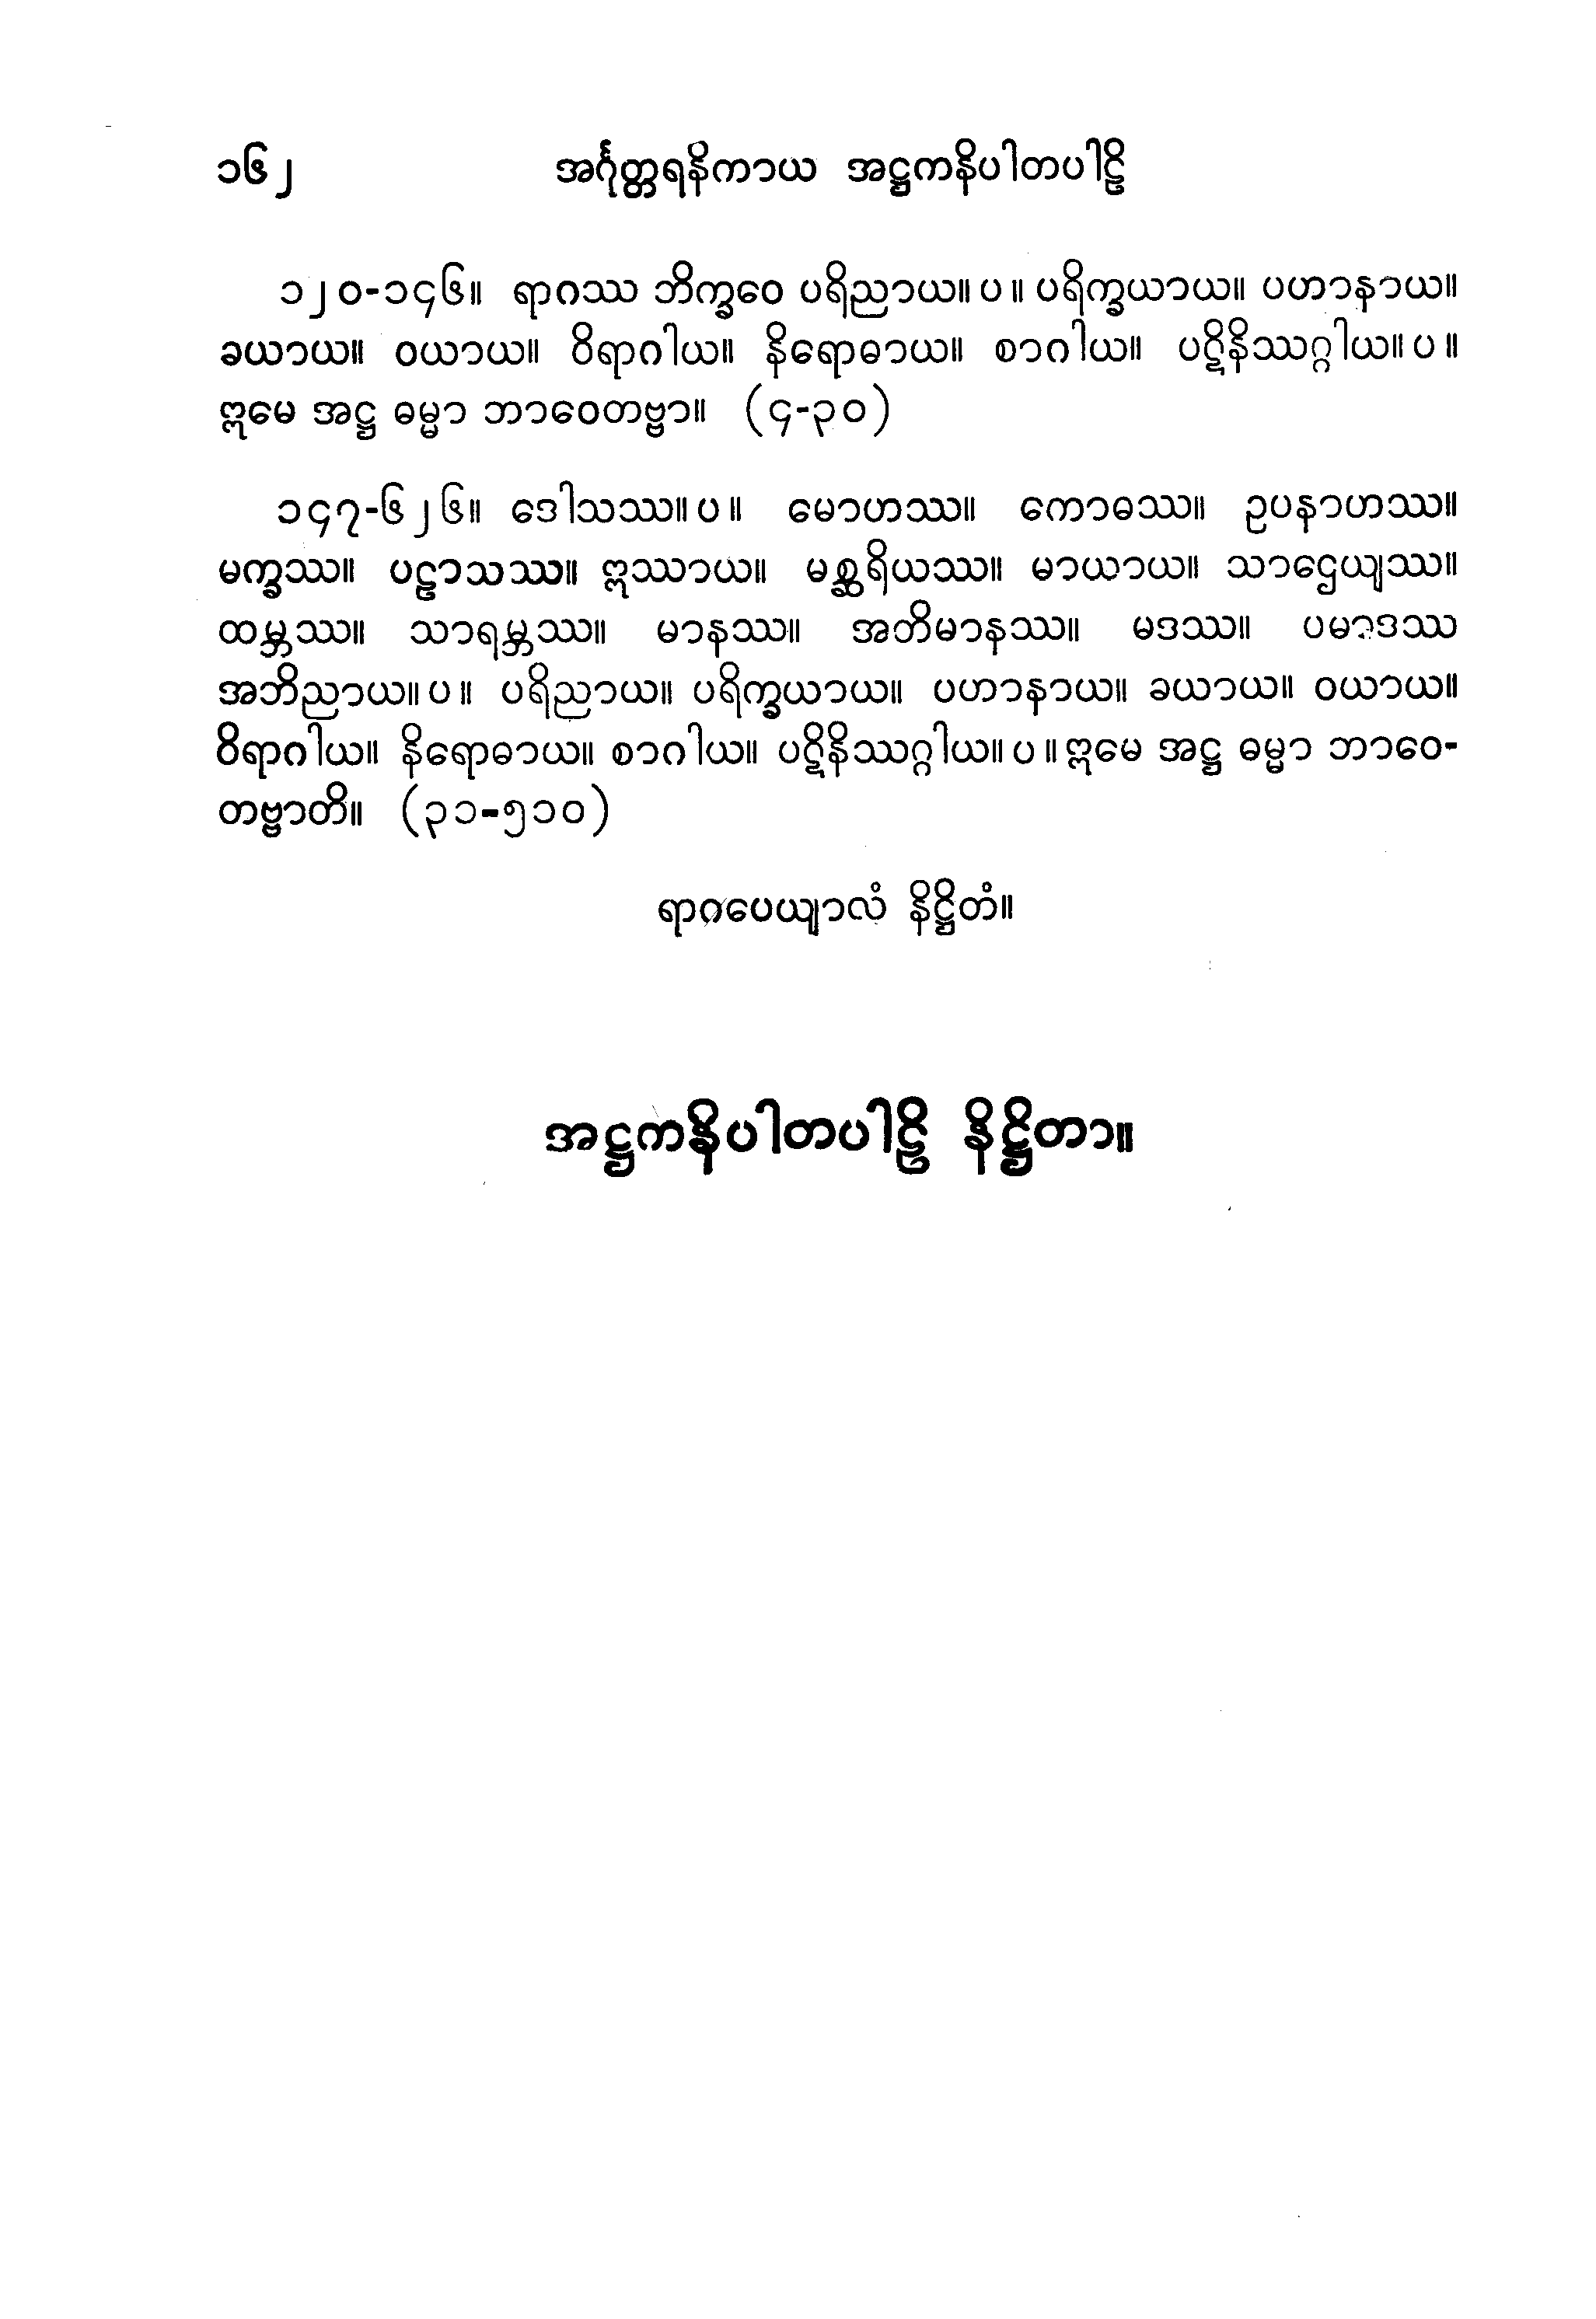 ၁၆၂ အင်္ဂုတ္တရနိကာယ အဋ္ဌကနိပါတပါဠိ
၁၂၀-၁၄၆။ ရာဂဿ ဘိက္ခဝေ ပရိညာယ။ပ။ ပရိက္ခယာယ။ ပဟာနာယ။
ခယာယ။ ဝယာယ။ ဝိရာဂါယ။ နိရောဓာယ။ စာဂါယ။ ပဋိနိဿဂ္ဂါယ။ပ။
ဣမေ အဋ္ဌ ဓမ္မာ ဘာဝေတဗ္ဗာ။ (၄-၃၀)
၁၄၇-၆၂၆။ ဒေါသဿ။ပ။ မောဟဿ။ ကောဓဿ။ ဥပနာဟဿ။
မက္ခဿ။ ပဠာသဿ။ ဣဿာယ။ မစ္ဆရိယဿ။ မာယာယ။ သာဌေယျဿ။
ထမ္ဘဿ။ သာရမ္ဘဿ။ မာနဿ။ အတိမာနဿ။ မဒဿ။ ပမာဒဿ
အဘိညာယ။ပ။ ပရိညာယ။ ပရိက္ခယာယ။ ပဟာနာယ။ ခယာယ။ ဝယာယ။
ဝိရာဂါယ။ နိရောဓာယ။ စာဂါယ။ ပဋိနိဿဂ္ဂါယ။ပ။ဣမေ အဋ္ဌ ဓမ္မာ ဘာဝေ-
တဗ္ဗာတိ။ (၃၁-၅၁၀)
ရာဂပေယျာလံ နိဋ္ဌိတံ။
အဋ္ဌကနိပါတပါဠိ နိဋ္ဌိတာ။